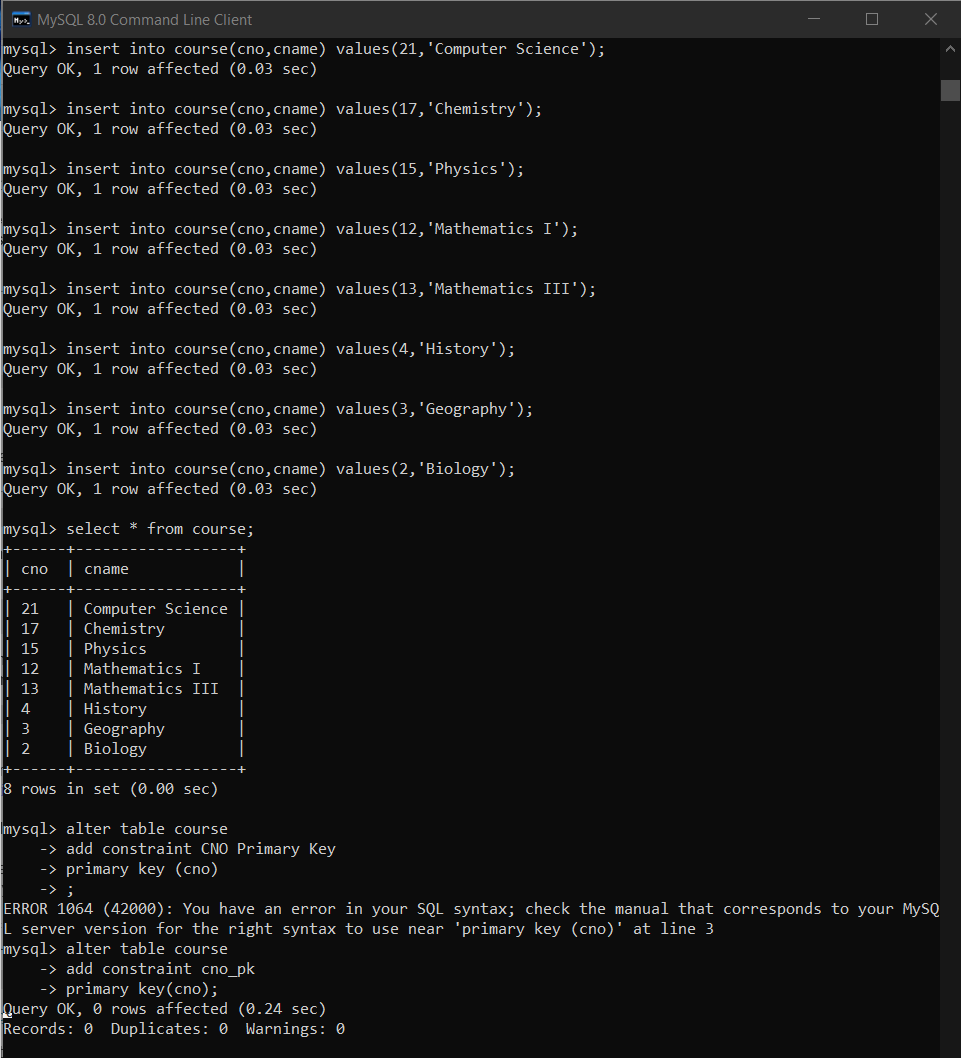 MySQL 8.0 Command Line Client
mysql> insert into course(cno,cname) values(21,'Computer Science');
Query OK, 1 row affected (0.03 sec)
mysql> insert into course(cno,cname) values(17,'Chemistry');
Query OK, 1 row affected (0.03 sec)
mysql> insert into course(cno,cname) values(15,'Physics');
Query OK, 1 row affected (0.03 sec)
mysql> insert into course(cno,cname) values(12,'Mathematics I');
Query OK, 1 row affected (0.03 sec)
mysql> insert into course(cno,cname) values(13,'Mathematics III');
Query OK, 1 row affected (0.03 sec)
mysql> insert into course(cno,cname) values(4,'History');
Query OK, 1 row affected (0.03 sec)
mysql> insert into course(cno,cname) values(3,'Geography');
Query OK, 1 row affected (0.03 sec)
mysql> insert into course(cno,cname) values(2,'Biology');
Query OK, 1 row affected (0.03 sec)
mysql> select * from course;
+------+------------------+
| cno  | cname            |
+------+------------------+
| 21   | Computer Science |
| 17   | Chemistry        |
| 15   | Physics          |
| 12   | Mathematics I    |
| 13   | Mathematics III  |
| 4    | History          |
| 3    | Geography        |
| 2    | Biology          |
+------+------------------+
8 rows in set (0.00 sec)
mysql> alter table course
    -> add constraint CNO Primary Key
    -> primary key (cno)
    -> ;
ERROR 1064 (42000): You have an error in your SQL syntax; check the manual that corresponds to your MySQ
L server version for the right syntax to use near 'primary key (cno)' at line 3
mysql> alter table course
    -> add constraint cno_pk
    -> primary key(cno);
Query OK, 0 rows affected (0.24 sec)
Records: 0  Duplicates: 0  Warnings: 0